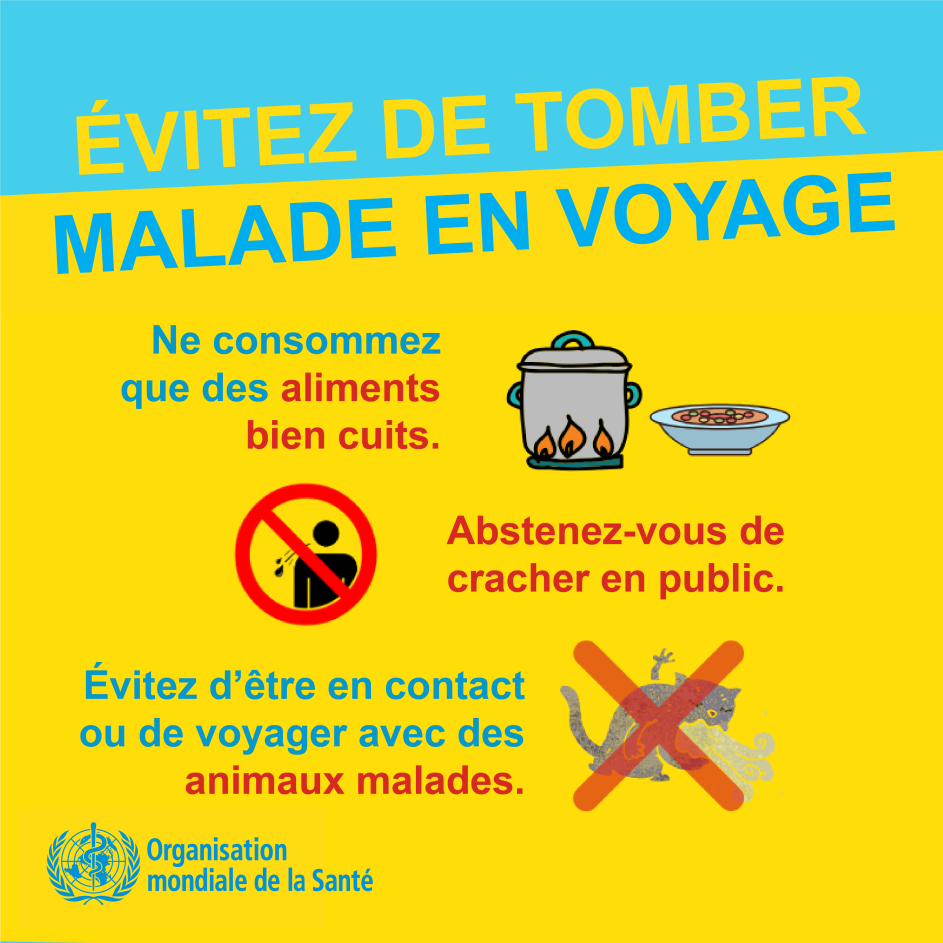 ÉVITEZ DE TOMBER
MALADE EN VOYAGE
Ne consommez
que des aliments
bien cuits.
Abstenez-vous de
cracher en public.
Évitez d’être en contact
ou de voyager avec des
animaux malades.
Organisation
mondiale de la Santé